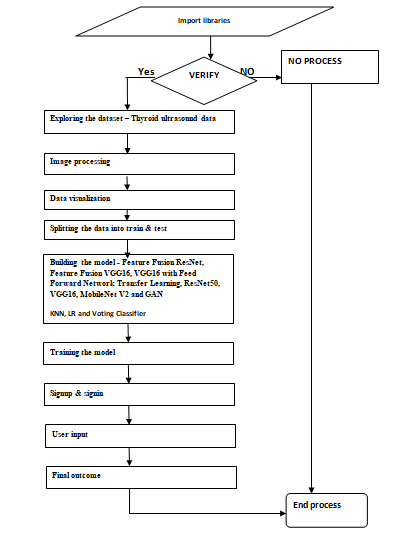 Import libraries
VERIFY
Yes
NO
NO PROCESS
Exploring the dataset – Thyroid ultrasound data
Image processing
Data visualization
Splitting the data into train & test
Building the model - Feature Fusion ResNet,
Feature Fusion VGG16, VGG16 with Feed
Forward Network Transfer Learning, ResNet50,
VGG16, MobileNet V2 and GAN
KNN, LR and Voting Classifier
Training the model
Signup & signin
User input
Final outcome
End process